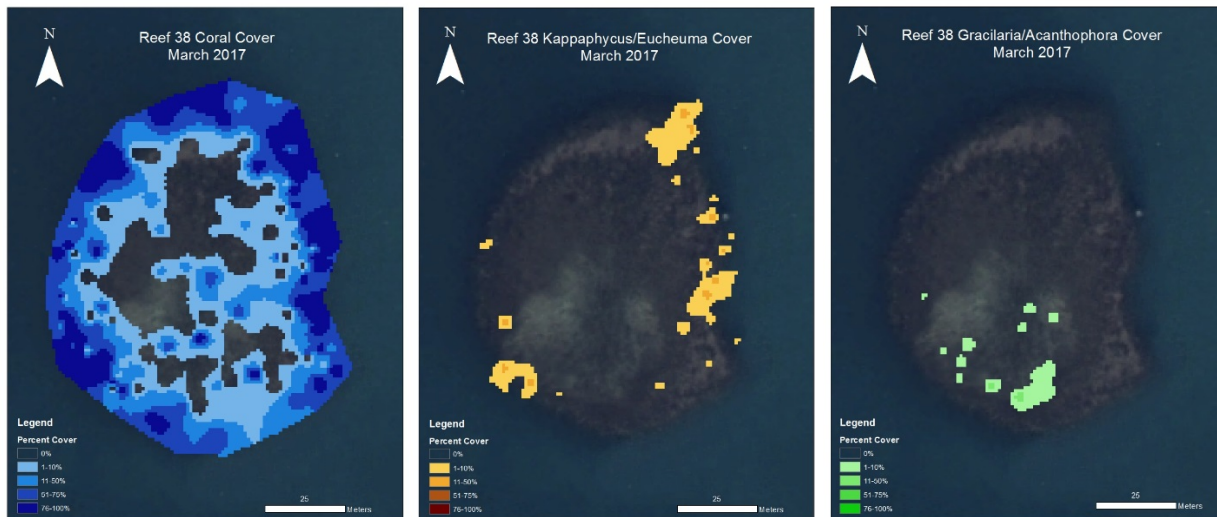 N
Reef 38 Coral Cover
March 2017
Legend
Percent Cover
0%
1-10%
11-50%
51-75%
76-100%
25
Meters
N
Reef 38 Kappaphycus/Eucheuma Cover
March 2017
Legend
Percent Cover
0%
1-10%
11-50%
51-75%
76-100%
25
Meters
N
Reef 38 Gracilaria/Acanthophora Cover
March 2017
Legend
Percent Cover
0%
1-10%
11-50%
51-75%
76-100%
25
Meters